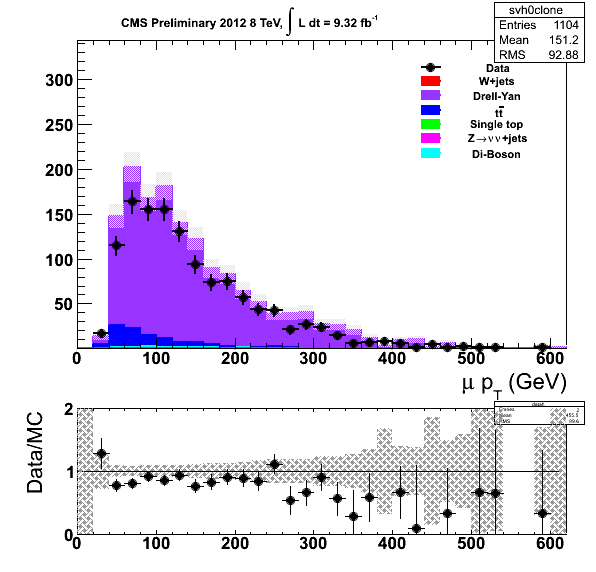 CMS Preliminary 2012 8 TeV, ∫ L dt = 9.32 fb⁻¹
svh0clone
Entries 1104
Mean 151.2
RMS 92.88
Data
W+jets
Drell-Yan
tt̅
Single top
Z→νν+jets
Di-Boson
300
250
200
150
100
50
0 100 200 300 400 500 600
μ p_T (GeV)
Data/MC
2
1
0
Entries 2
RMS
0 100 200 300 400 500 600